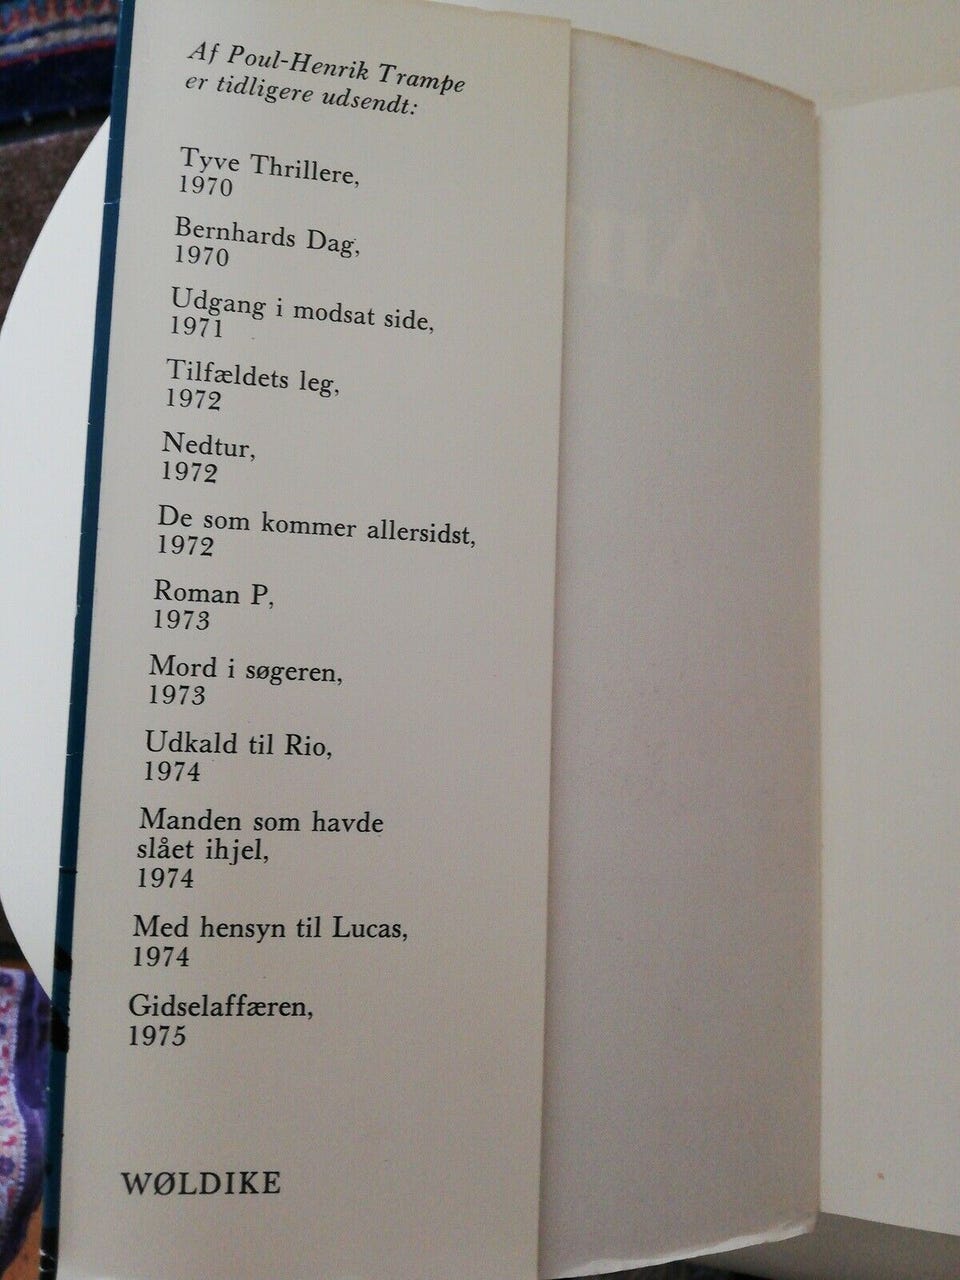 Af Poul-Henrik Trampe
er tidligere udsendt:
Tyve Thrillere,
1970
Bernhards Dag,
1970
Udgang i modsat side,
1971
Tilfældets leg,
1972
Nedtur,
1972
De som kommer allersidst,
1972
Roman P,
1973
Mord i søgeren,
1973
Udkald til Rio,
1974
Manden som havde
slået ihjel,
1974
Med hensyn til Lucas,
1974
Gidselaffæren,
1975
WØLDIKE